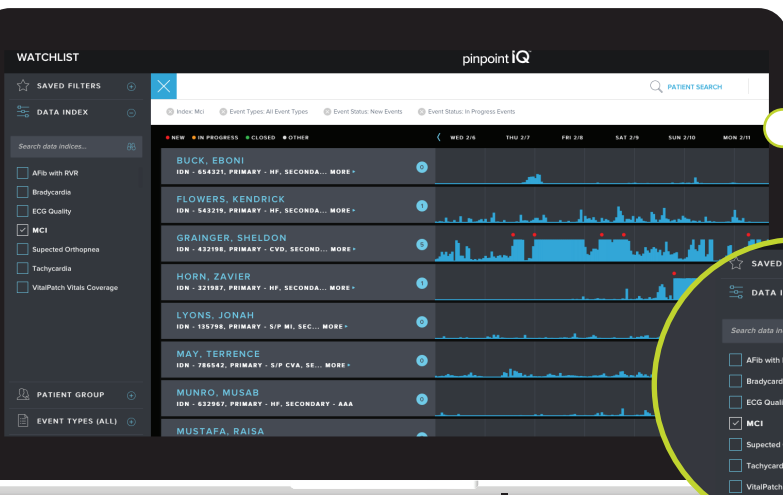 WATCHLIST
pinpoint iQ
SAVED FILTERS
DATA INDEX
Search data indices...
AFib with RVR
Bradycardia
ECG Quality
MCI
Supected Orthopnea
Tachycardia
VitalPatch Vitals Coverage
PATIENT GROUP
EVENT TYPES (ALL)
PATIENT SEARCH
Index: Mci Event Types: All Event Types Event Status: New Events Event Status: In Progress Events
NEW IN PROGRESS CLOSED OTHER WED 2/6 THU 2/7 FRI 2/8 SAT 2/9 SUN 2/10 MON 2/11
BUCK, EBONI
IDN - 654321, PRIMARY - HF, SECONDA... MORE
0
FLOWERS, KENDRICK
IDN - 543219, PRIMARY - HF, SECONDA... MORE
1
GRAINGER, SHELDON
IDN - 432198, PRIMARY - CVD, SECOND... MORE
5
HORN, ZAVIER
IDN - 321987, PRIMARY - HF, SECONDA... MORE
1
LYONS, JONAH
IDN - 135798, PRIMARY - S/P MI, SEC... MORE
0
MAY, TERRENCE
IDN - 786542, PRIMARY - S/P CVA, SE... MORE
0
MUNRO, MUSAB
IDN - 632967, PRIMARY - HF, SECONDARY - AAA
0
MUSTAFA, RAISA
SAVED
DATA I
Search data ind
AFib with
Bradycard
ECG Quali
MCI
Supected
Tachycard
VitalPatch